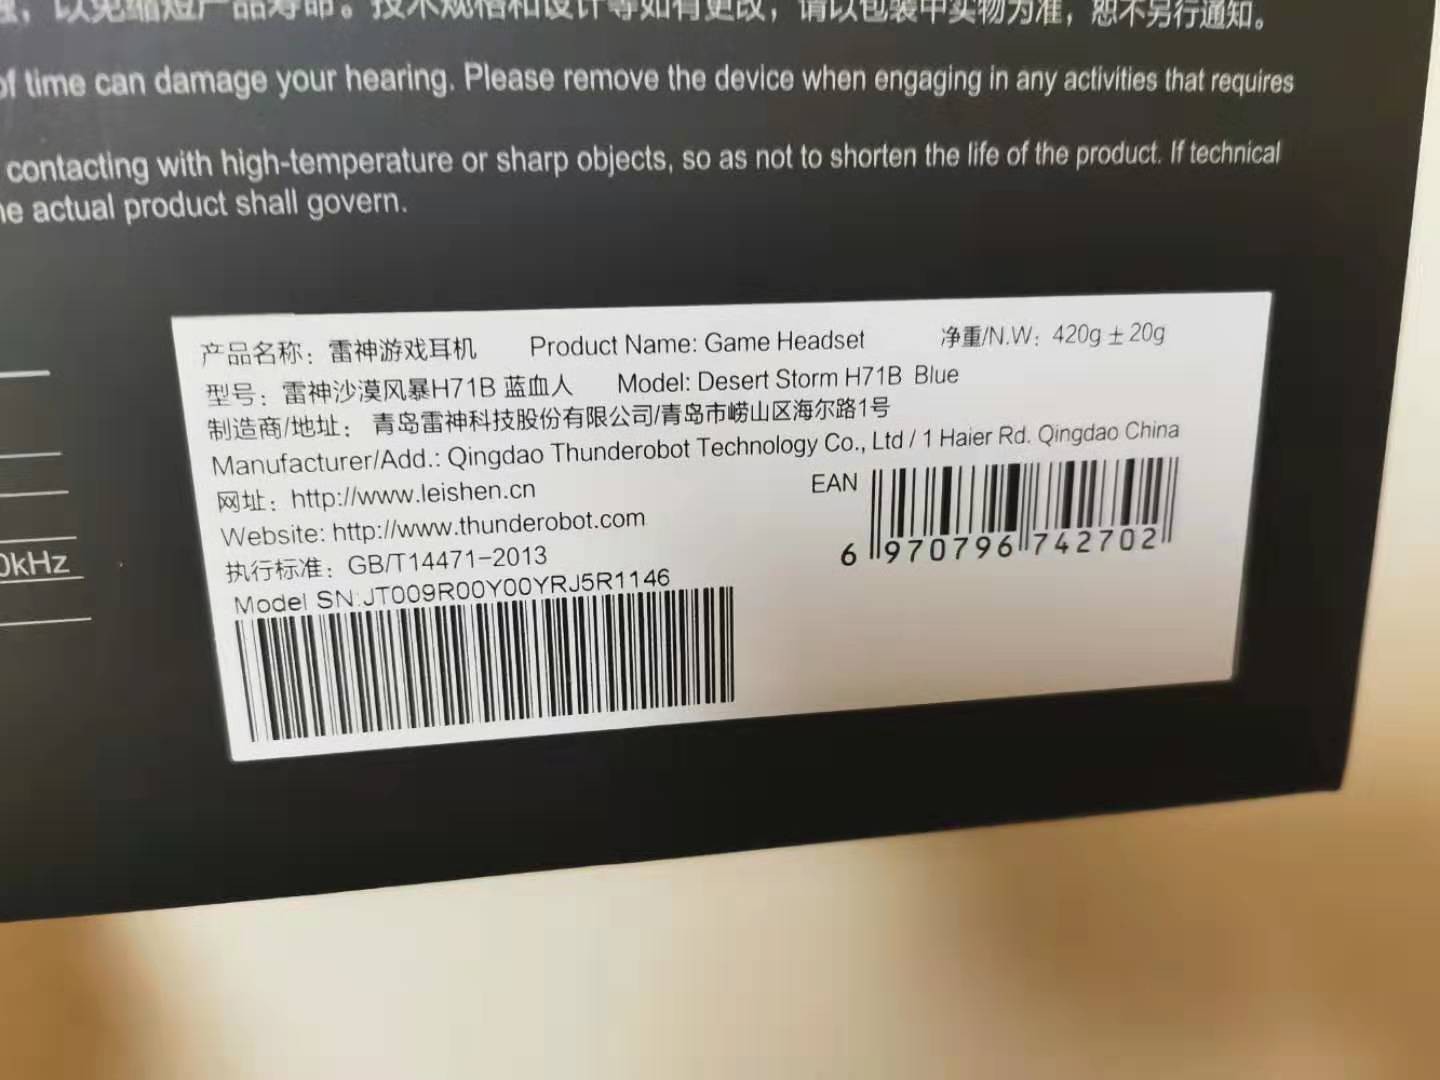 以免缩短产品寿命。技术规格和设计等如有更改，请以包装中实物为准，恕不另行通知。
of time can damage your hearing. Please remove the device when engaging in any activities that requires
contacting with high-temperature or sharp objects, so as not to shorten the life of the product. If technical
actual product shall govern.
产品名称：雷神游戏耳机 Product Name: Game Headset 净重/N.W：420g±20g
型号：雷神沙漠风暴H71B 蓝血人 Model: Desert Storm H71B Blue
制造商/地址： 青岛雷神科技股份有限公司/青岛市崂山区海尔路1号
Manufacturer/Add.: Qingdao Thunderobot Technology Co., Ltd / 1 Haier Rd. Qingdao China
网址：http://www.leishen.cn
EAN
Website: http://www.thunderobot.com
6 970796 742702
执行标准：GB/T14471-2013
0kHz
Model SN:JT009R00Y00YRJ5R1146